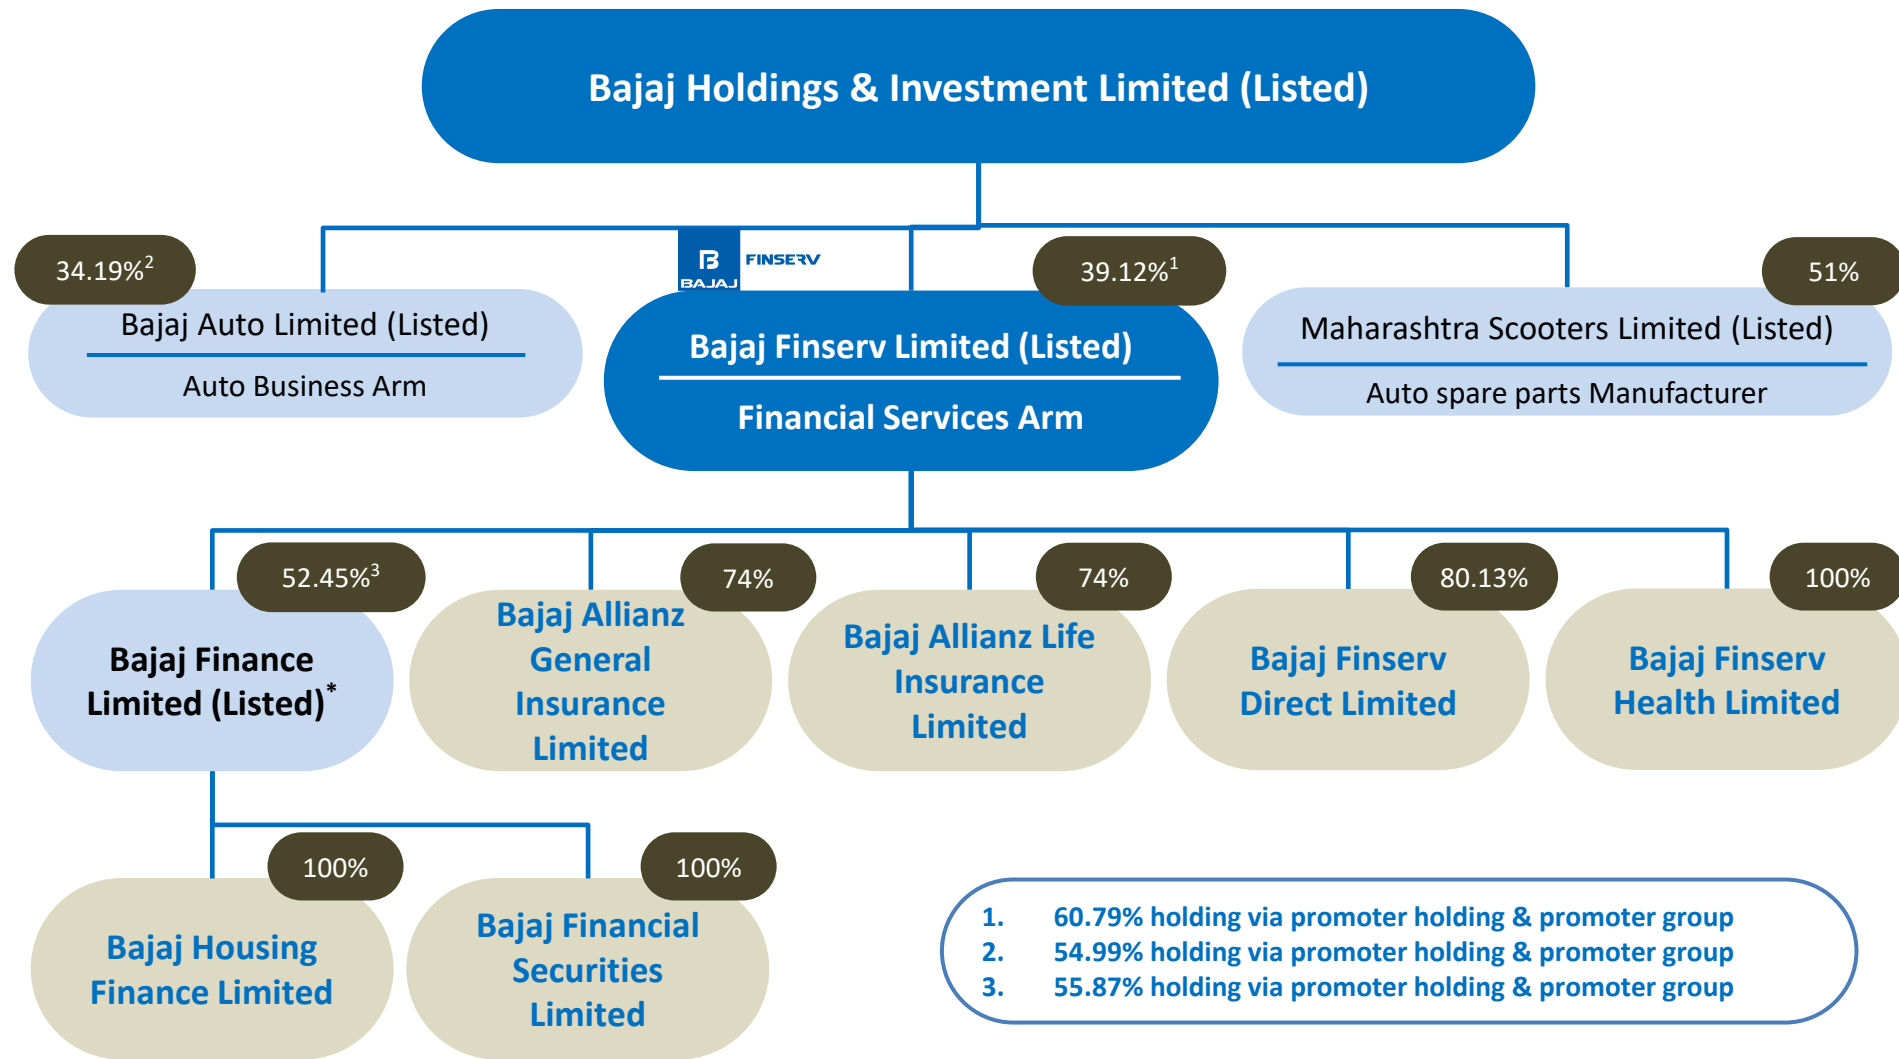 Bajaj Holdings & Investment Limited (Listed)
34.19%2
Bajaj Auto Limited (Listed)
Auto Business Arm
B
BAJAJ
FINSERV
39.12%1
Bajaj Finserv Limited (Listed)
Financial Services Arm
51%
Maharashtra Scooters Limited (Listed)
Auto spare parts Manufacturer
52.45%3
Bajaj Finance
Limited (Listed)*
74%
Bajaj Allianz
General
Insurance
Limited
74%
Bajaj Allianz Life
Insurance
Limited
80.13%
Bajaj Finserv
Direct Limited
100%
Bajaj Finserv
Health Limited
100%
Bajaj Housing
Finance Limited
100%
Bajaj Financial
Securities
Limited
1. 60.79% holding via promoter holding & promoter group
2. 54.99% holding via promoter holding & promoter group
3. 55.87% holding via promoter holding & promoter group